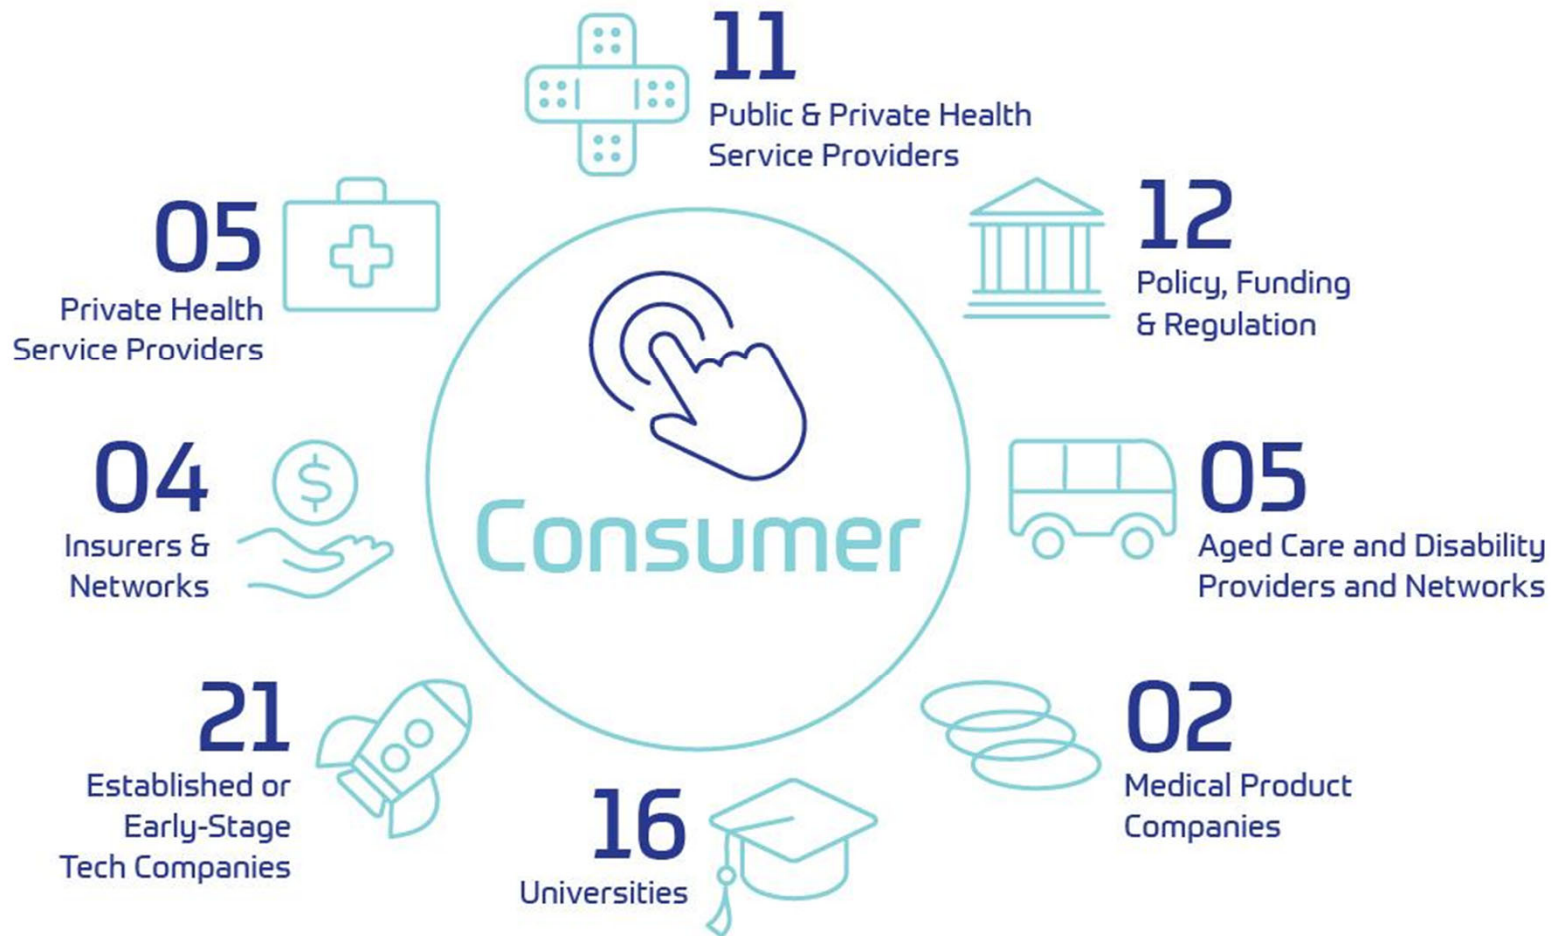 11
Public & Private Health
Service Providers
12
Policy, Funding
& Regulation
05
Aged Care and Disability
Providers and Networks
02
Medical Product
Companies
16
Universities
21
Established or
Early-Stage
Tech Companies
04
Insurers &
Networks
05
Private Health
Service Providers
$
Consumer